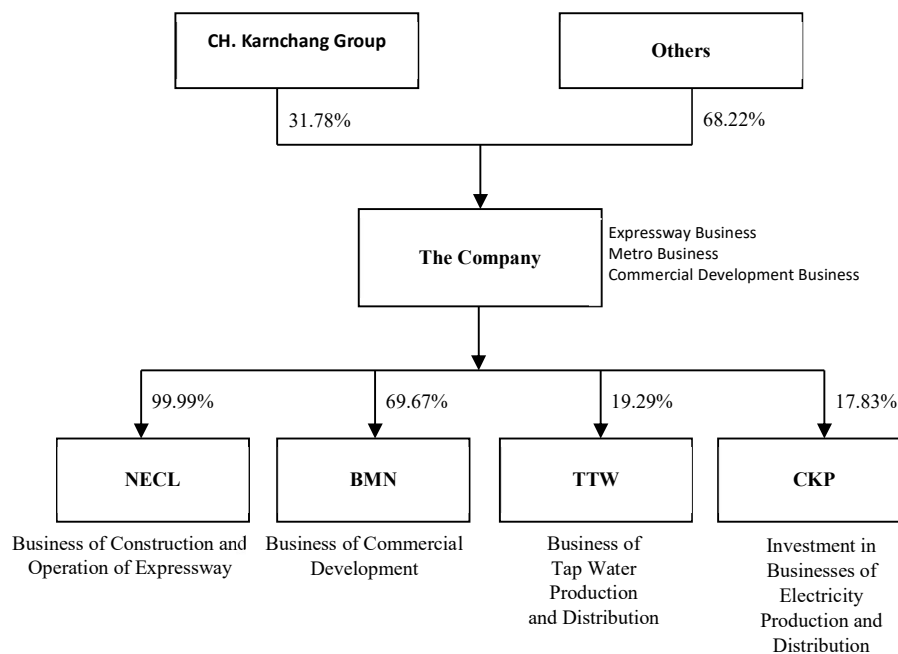 CH. Karnchang Group
Others
31.78%
68.22%
The Company
Expressway Business
Metro Business
Commercial Development Business
99.99%
69.67%
19.29%
17.83%
NECL
BMN
TTW
CKP
Business of Construction and
Operation of Expressway
Business of Commercial
Development
Business of
Tap Water
Production
and Distribution
Investment in
Businesses of
Electricity
Production and
Distribution